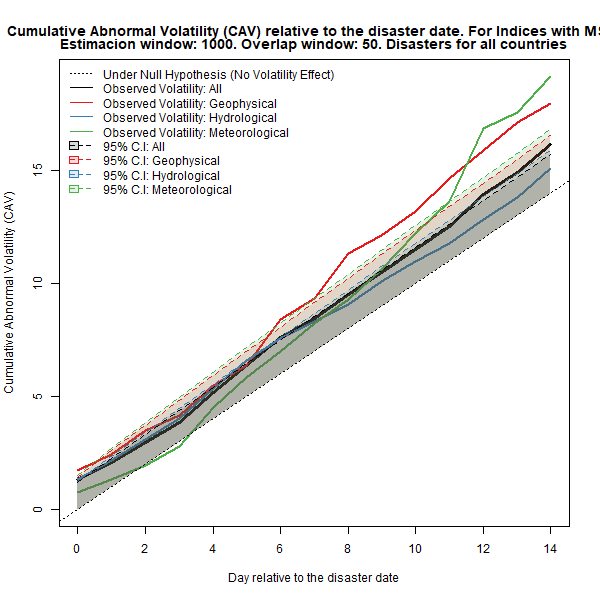 Cumulative Abnormal Volatility (CAV) relative to the disaster date. For Indices with
Estimacion window: 1000. Overlap window: 50. Disasters for all countries
Under Null Hypothesis (No Volatility Effect)
Observed Volatility: All
Observed Volatility: Geophysical
Observed Volatility: Hydrological
Observed Volatility: Meteorological
95% C.I: All
95% C.I: Geophysical
95% C.I: Hydrological
95% C.I: Meteorological
Cumulative Abnormal Volatility (CAV)
15
10
5
0
0 2 4 6 8 10 12 14
Day relative to the disaster date